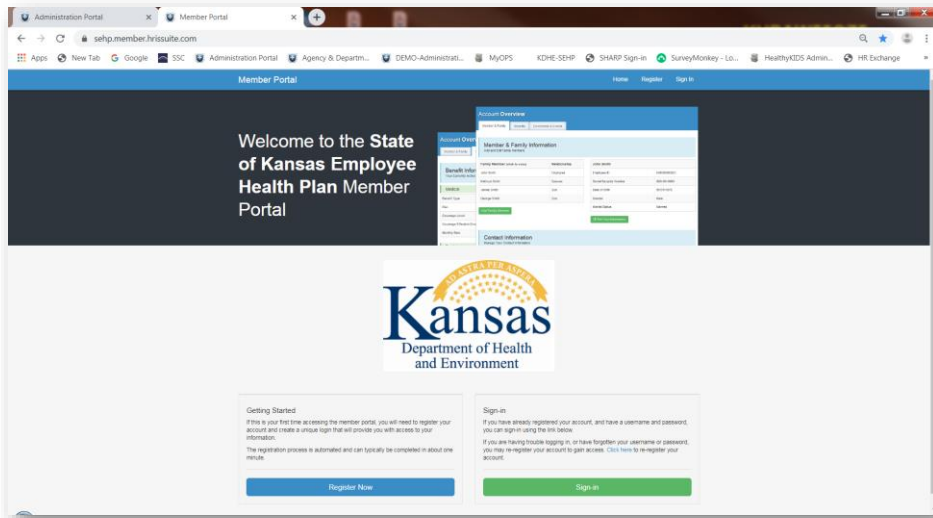 Administration Portal
Member Portal
sehp.member.hrissuite.com
Apps New Tab Google SSC Administration Portal Agency & Departm... DEMO-Administrati... MyOPS KDHE-SEHP SHARP Sign-in SurveyMonkey - Lo... HealthyKIDS Admin... HR Exchange
Member Portal
Home Register Sign In
Welcome to the State
of Kansas Employee
Health Plan Member
Portal
Account Overview
Member & Family Information
Contact Information
AD ASTRA PER ASPERA
Kansas
Department of Health
and Environment
Getting Started
If this is your first time accessing the member portal, you will need to register your
account and create a unique login that will provide you with access to your
information.
The registration process is automated and can typically be completed in about one
minute.
Register Now
Sign-in
If you have already registered your account, and have a username and password,
you can sign-in using the link below.
If you are having trouble logging in, or have forgotten your username or password,
you may re-register your account to gain access. Click here to re-register your
account.
Sign-in